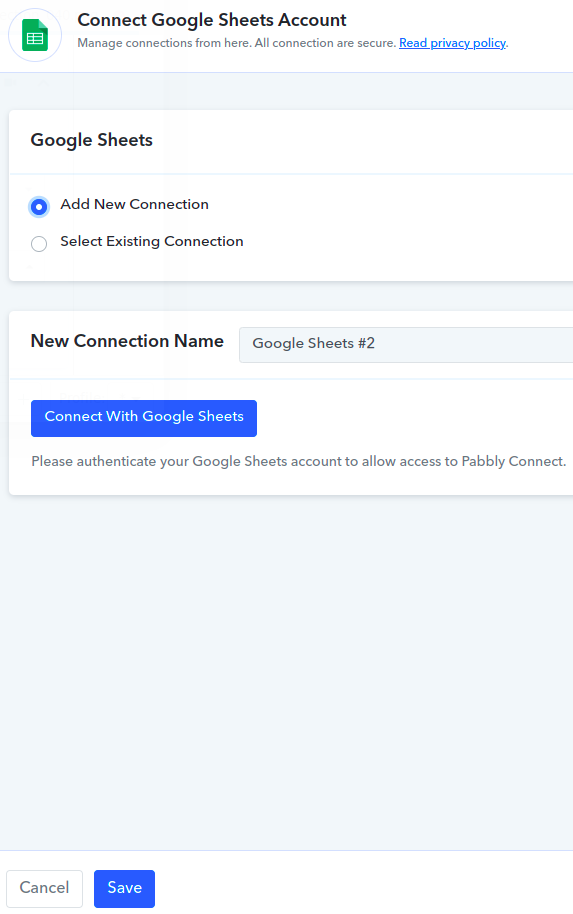 Connect Google Sheets Account
Manage connections from here. All connection are secure. Read privacy policy.
Google Sheets
Add New Connection
Select Existing Connection
New Connection Name
Google Sheets #2
Connect With Google Sheets
Please authenticate your Google Sheets account to allow access to Pabbly Connect.
Cancel
Save